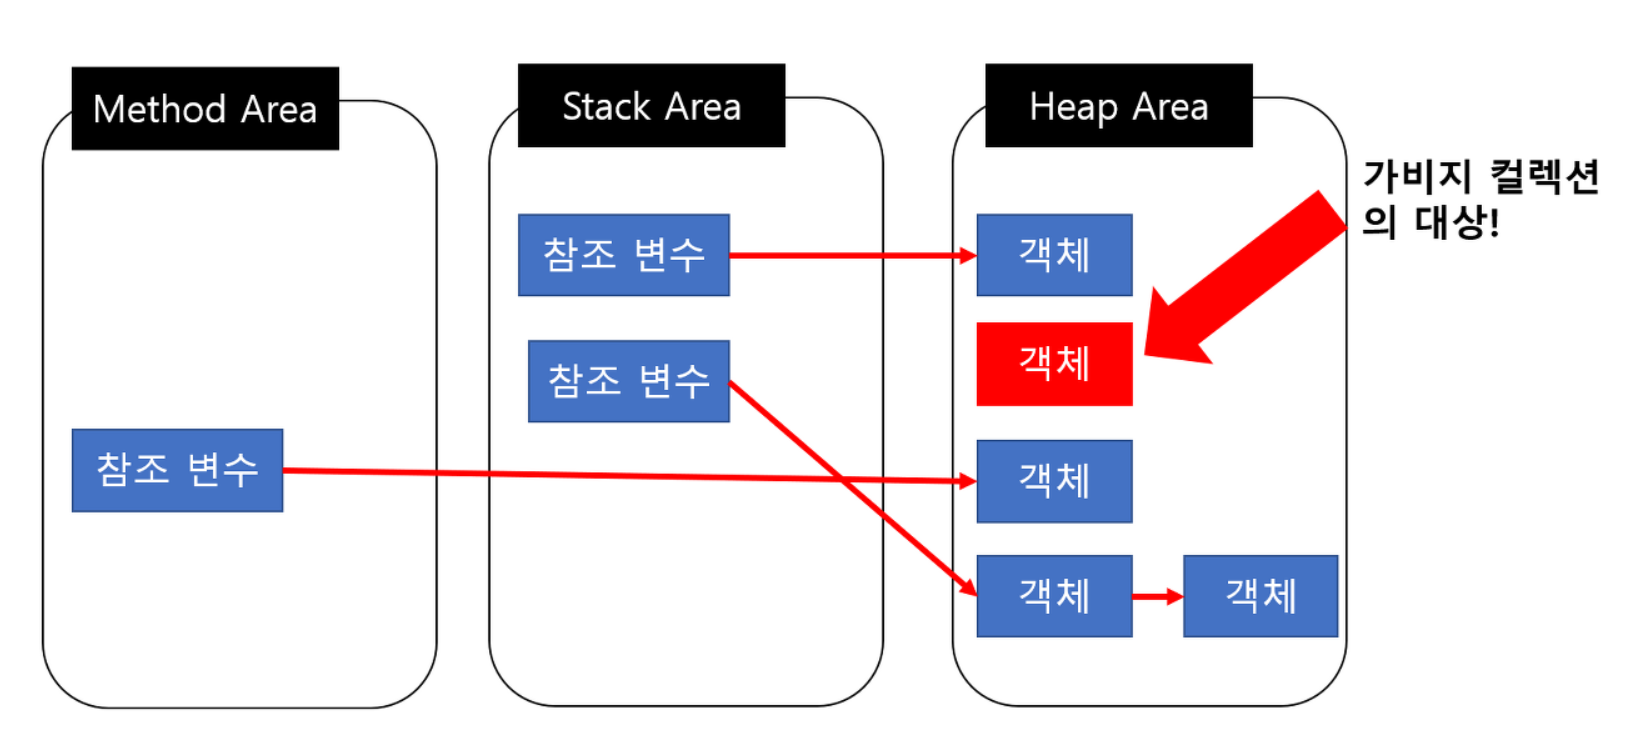 Method Area
Stack Area
Heap Area
가비지 컬렉션
의 대상!
참조 변수
객체
참조 변수
객체
참조 변수
객체
객체
객체